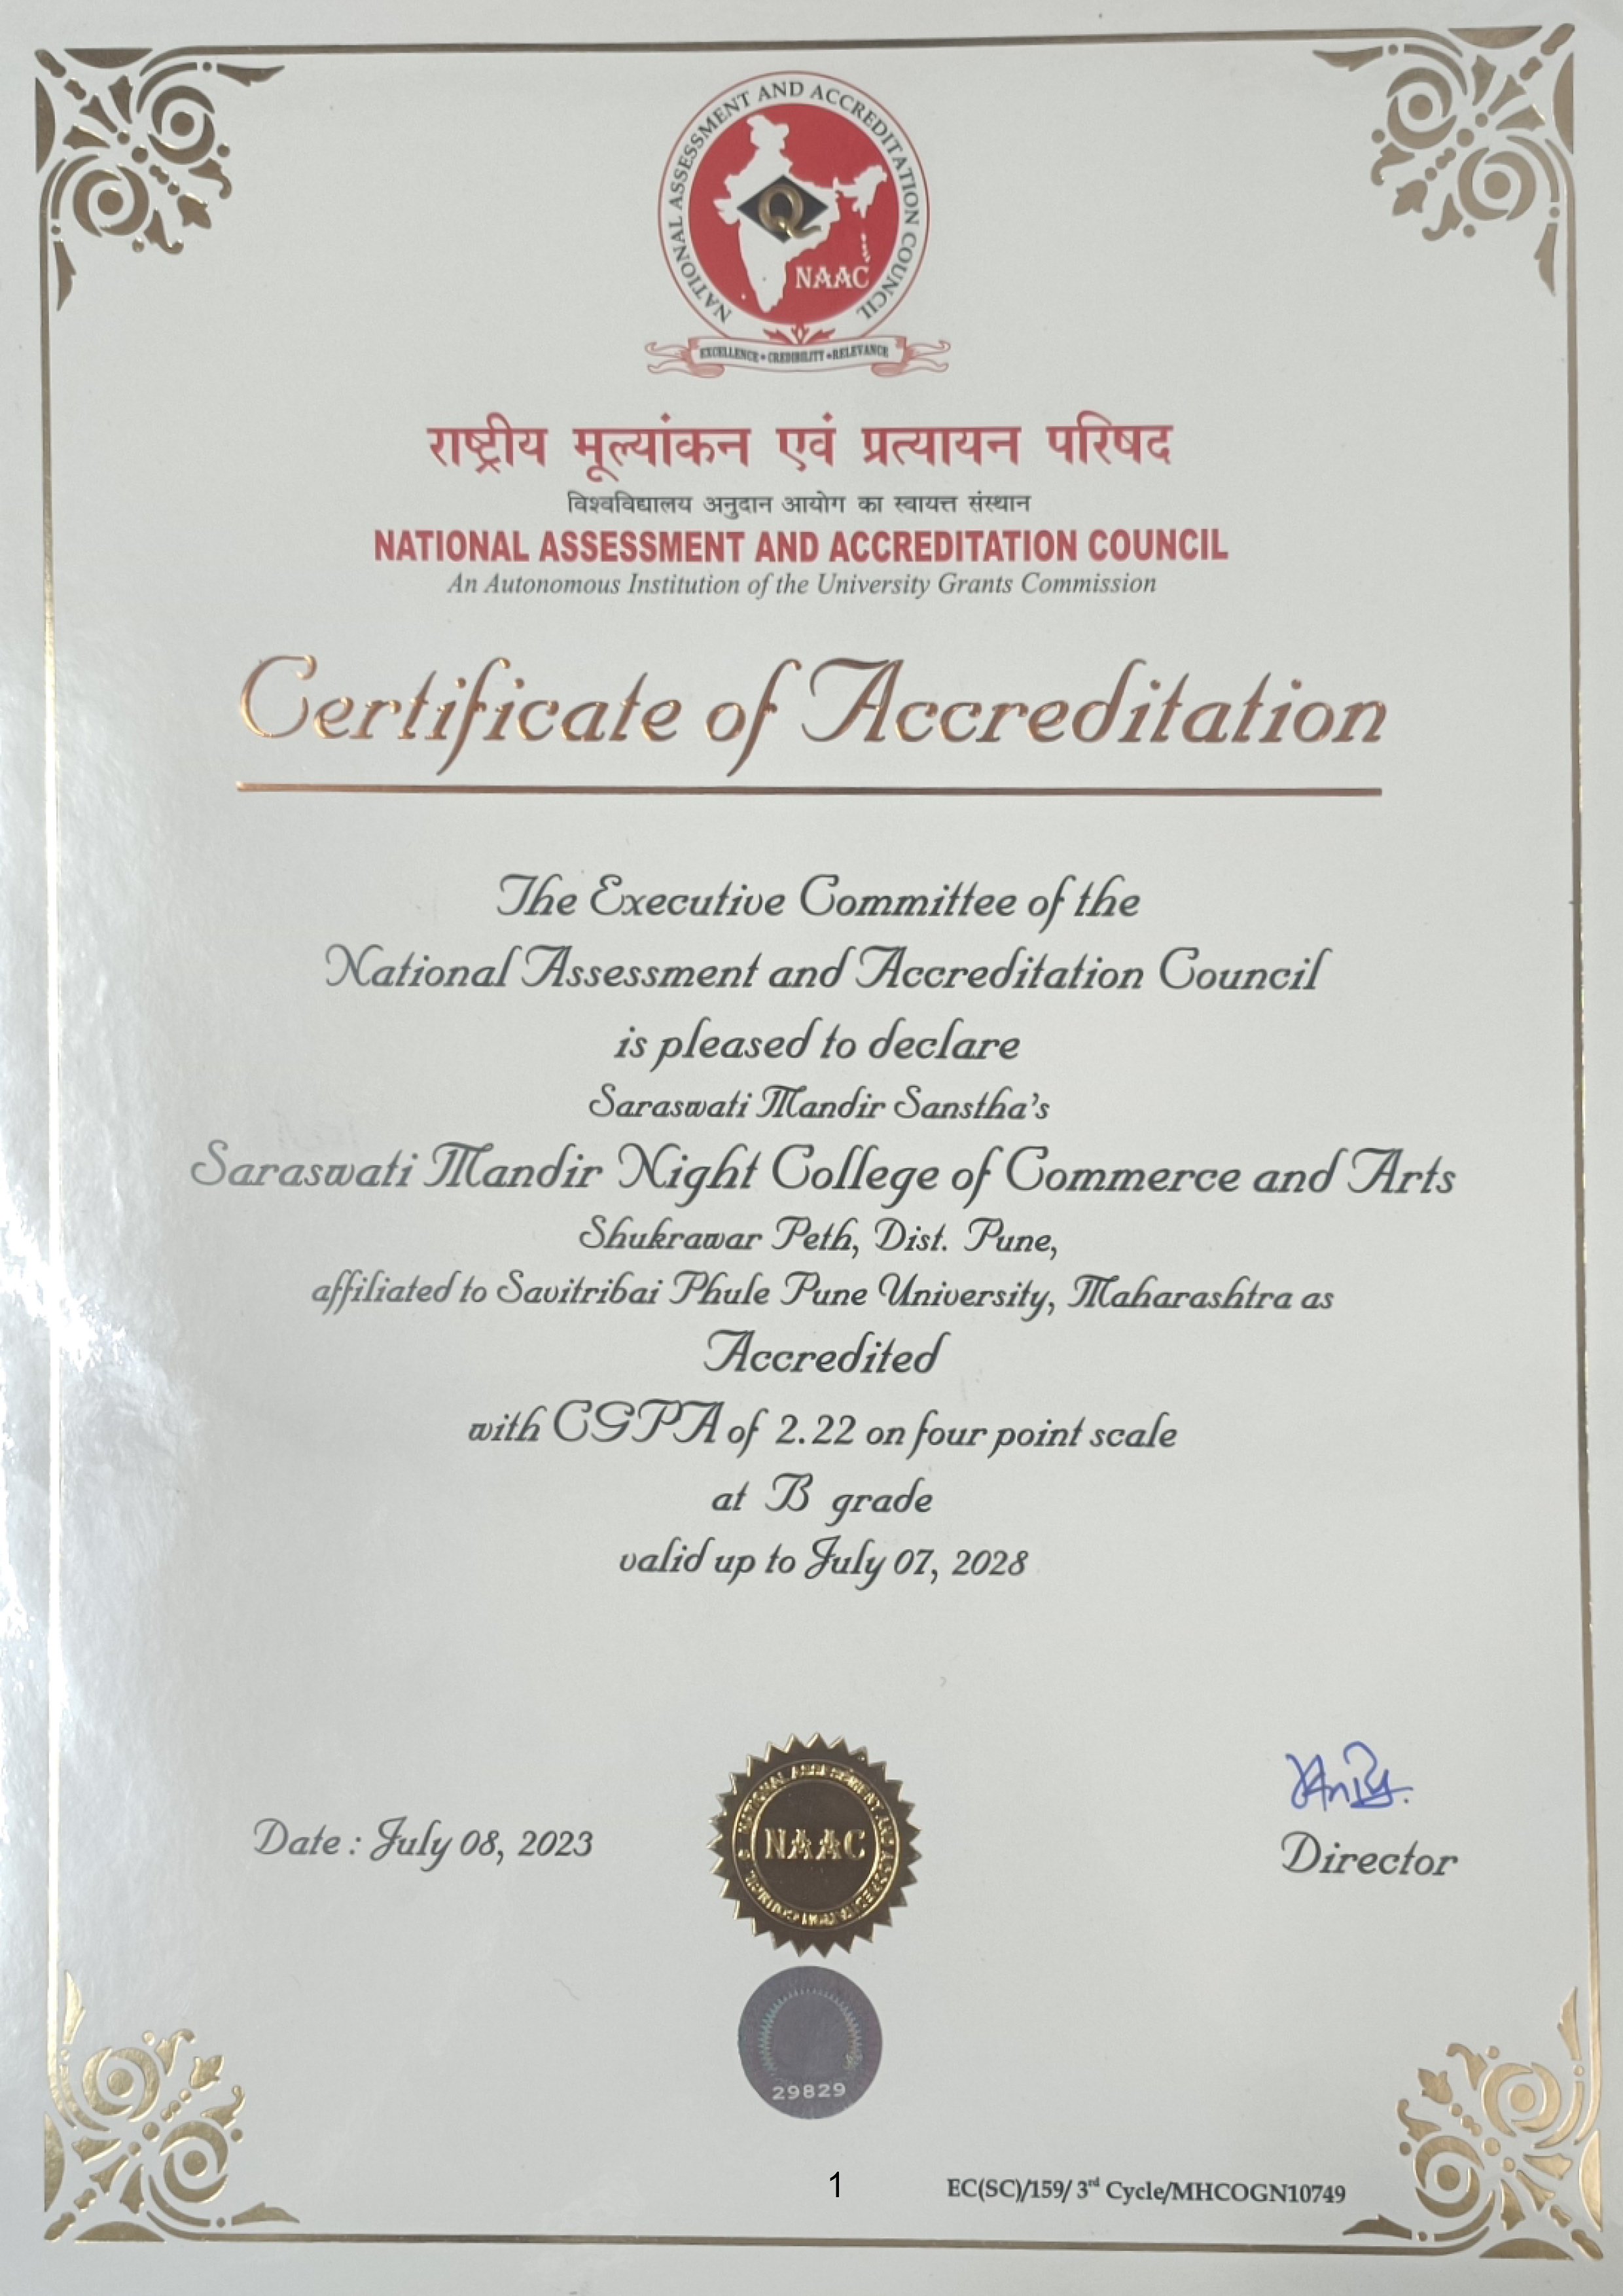 NATIONAL ASSESSMENT AND ACCREDITATION COUNCIL
Q
NAAC
EXCELLENCE • CREDIBILITY • RELEVANCE
राष्ट्रीय मूल्यांकन एवं प्रत्यायन परिषद
विश्वविद्यालय अनुदान आयोग का स्वायत्त संस्थान
NATIONAL ASSESSMENT AND ACCREDITATION COUNCIL
An Autonomous Institution of the University Grants Commission
Certificate of Accreditation
The Executive Committee of the
National Assessment and Accreditation Council
is pleased to declare
Saraswati Mandir Sanstha's
Saraswati Mandir Night College of Commerce and Arts
Shukrawar Peth, Dist. Pune,
affiliated to Savitribai Phule Pune University, Maharashtra as
Accredited
with CGPA of 2.22 on four point scale
at B grade
valid up to July 07, 2028
Date : July 08, 2023
NATIONAL ASSESSMENT AND ACCREDITATION COUNCIL
NAAC
Director
29829
1
EC(SC)/159/ 3rd Cycle/MHCOGN10749